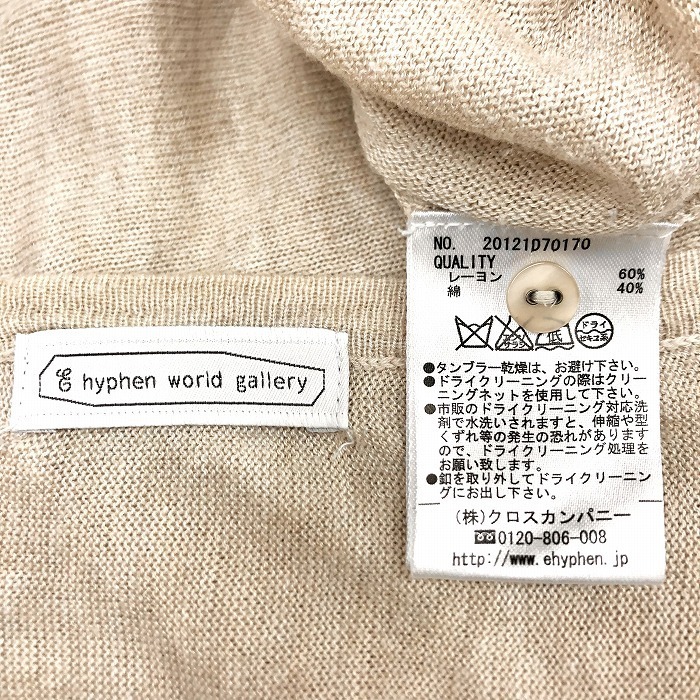 hyphen world gallery
NO. 20121D70170
QUALITY
レーヨン 60%
綿 40%
低
ドライ
セキユ系
●タンブラー乾燥は、お避け下さい。
●ドライクリーニングの際はクリー
ニングネットを使用して下さい。
●市販のドライクリーニング対応洗
剤で水洗いされますと、伸縮や型
くずれ等の発生の恐れがあります
ので、ドライクリーニング処理を
お願い致します。
●釦を取り外してドライクリーニン
グにお出し下さい。
(株)クロスカンパニー
0120-806-008
http://www.ehyphen.jp